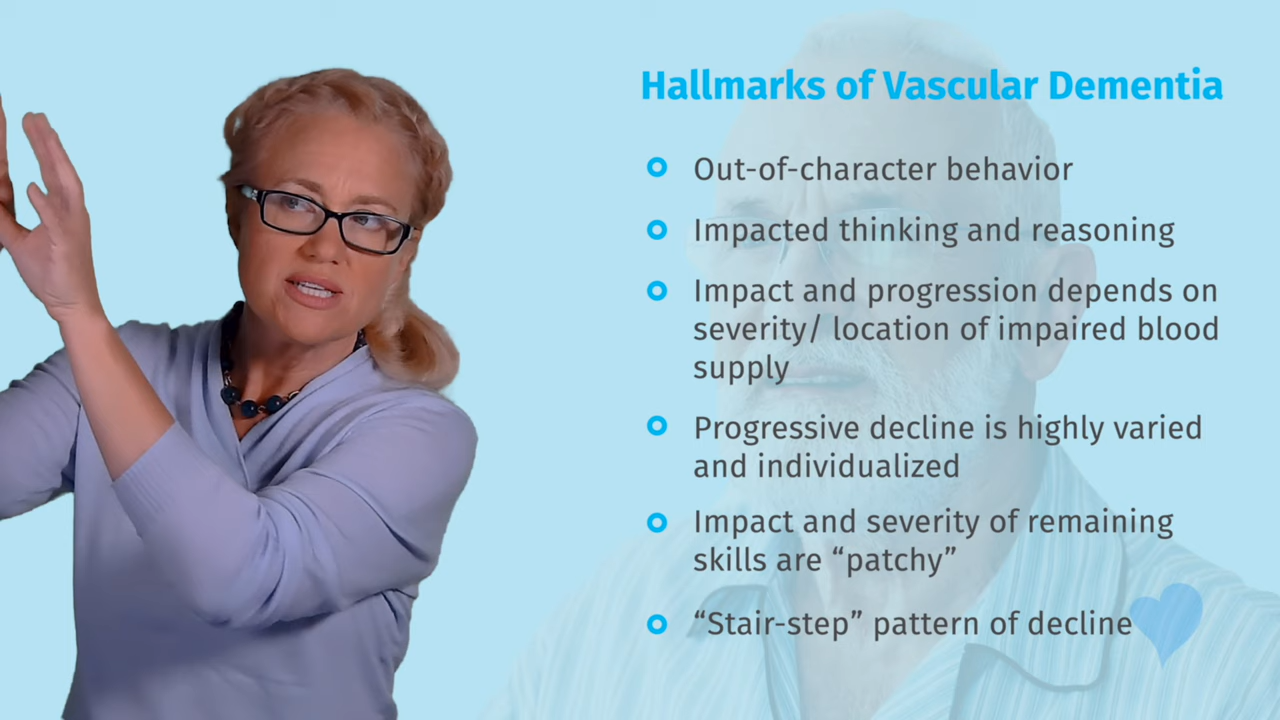 Hallmarks of Vascular Dementia
Out-of-character behavior
Impacted thinking and reasoning
Impact and progression depends on
severity/ location of impaired blood
supply
Progressive decline is highly varied
and individualized
Impact and severity of remaining
skills are “patchy”
“Stair-step” pattern of decline